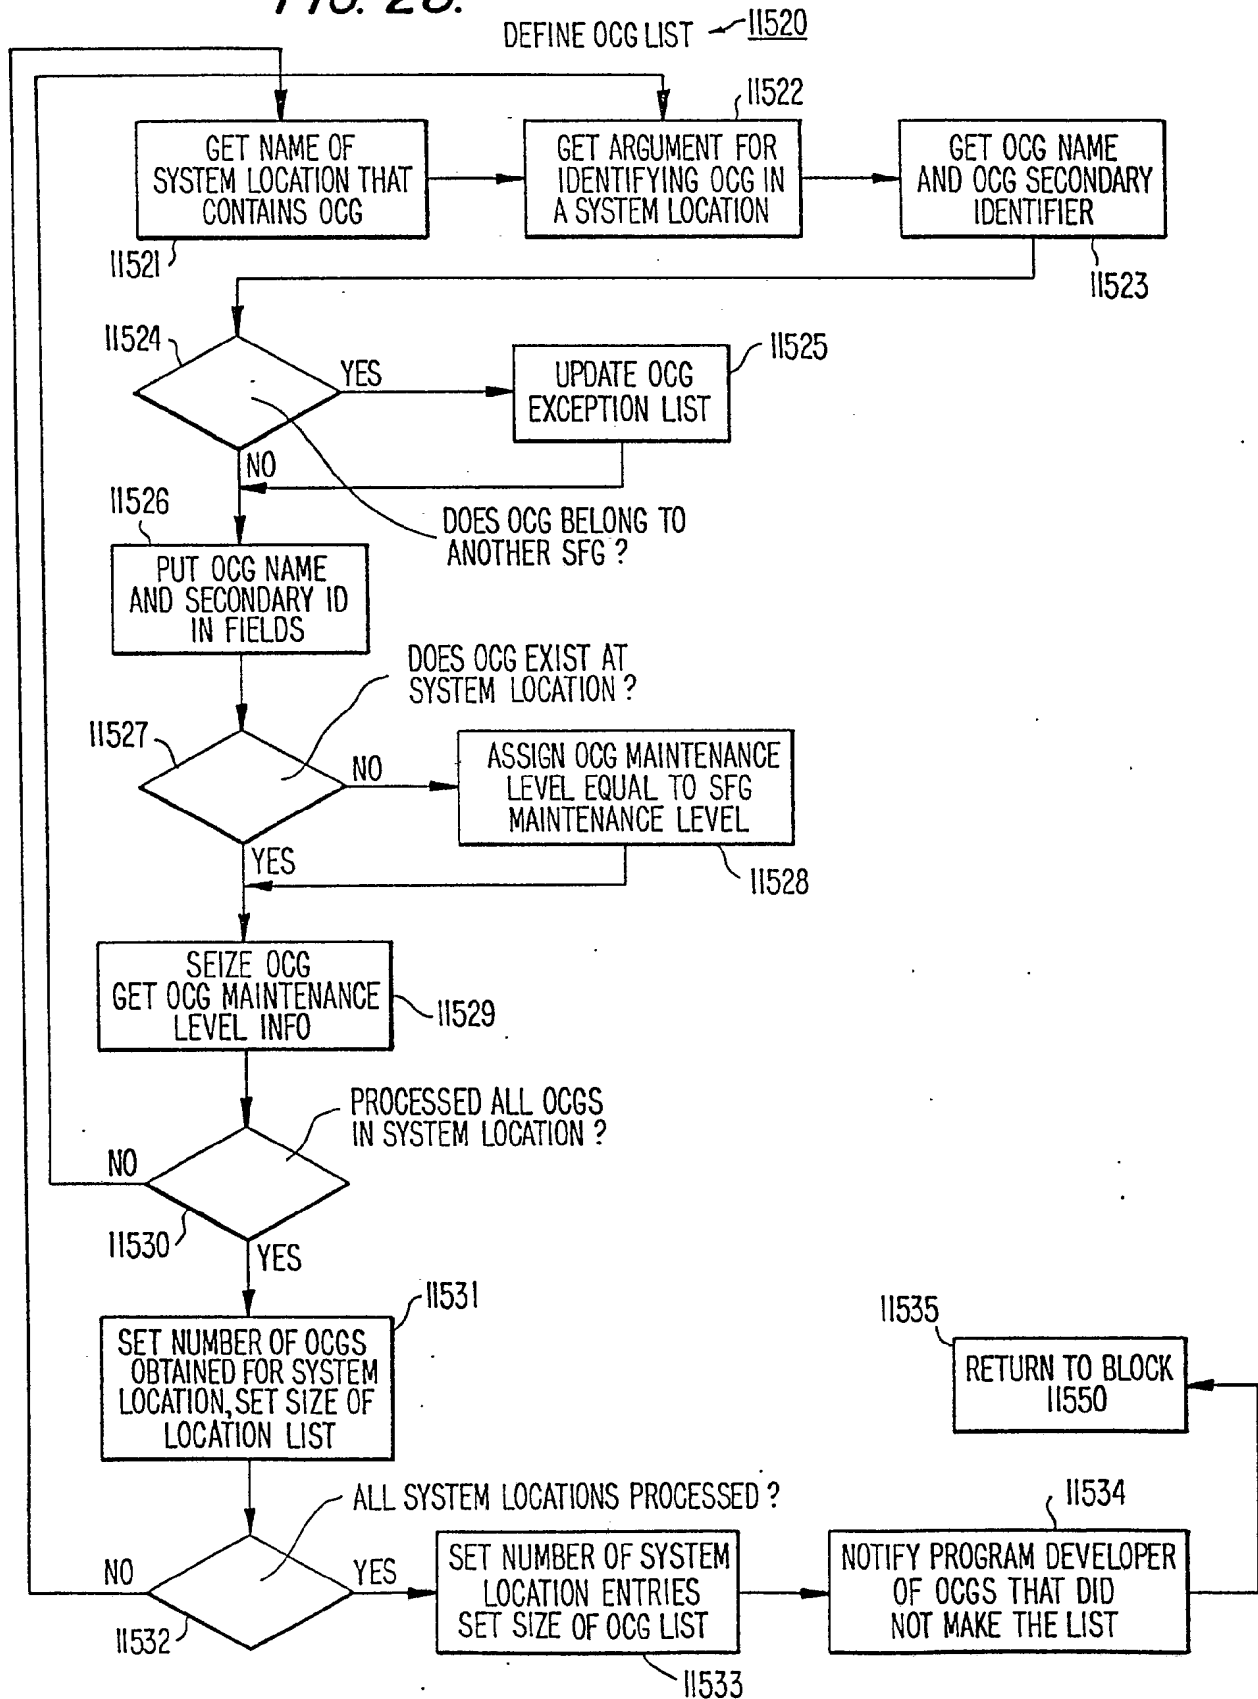 DEFINE OCG LIST 11520
11522
GET NAME OF
SYSTEM LOCATION THAT
CONTAINS OCG
11521
GET ARGUMENT FOR
IDENTIFYING OCG IN
A SYSTEM LOCATION
GET OCG NAME
AND OCG SECONDARY
IDENTIFIER
11523
11524
YES
UPDATE OCG
EXCEPTION LIST
11525
NO
DOES OCG BELONG TO
ANOTHER SFG ?
11526
PUT OCG NAME
AND SECONDARY ID
IN FIELDS
DOES OCG EXIST AT
SYSTEM LOCATION ?
11527
NO
ASSIGN OCG MAINTENANCE
LEVEL EQUAL TO SFG
MAINTENANCE LEVEL
11528
YES
SEIZE OCG
GET OCG MAINTENANCE
LEVEL INFO
11529
PROCESSED ALL OCGS
IN SYSTEM LOCATION ?
NO
11530
YES
11531
SET NUMBER OF OCGS
OBTAINED FOR SYSTEM
LOCATION, SET SIZE OF
LOCATION LIST
11535
RETURN TO BLOCK
11550
ALL SYSTEM LOCATIONS PROCESSED ?
NO
YES
11532
SET NUMBER OF SYSTEM
LOCATION ENTRIES
SET SIZE OF OCG LIST
11533
11534
NOTIFY PROGRAM DEVELOPER
OF OCGS THAT DID
NOT MAKE THE LIST